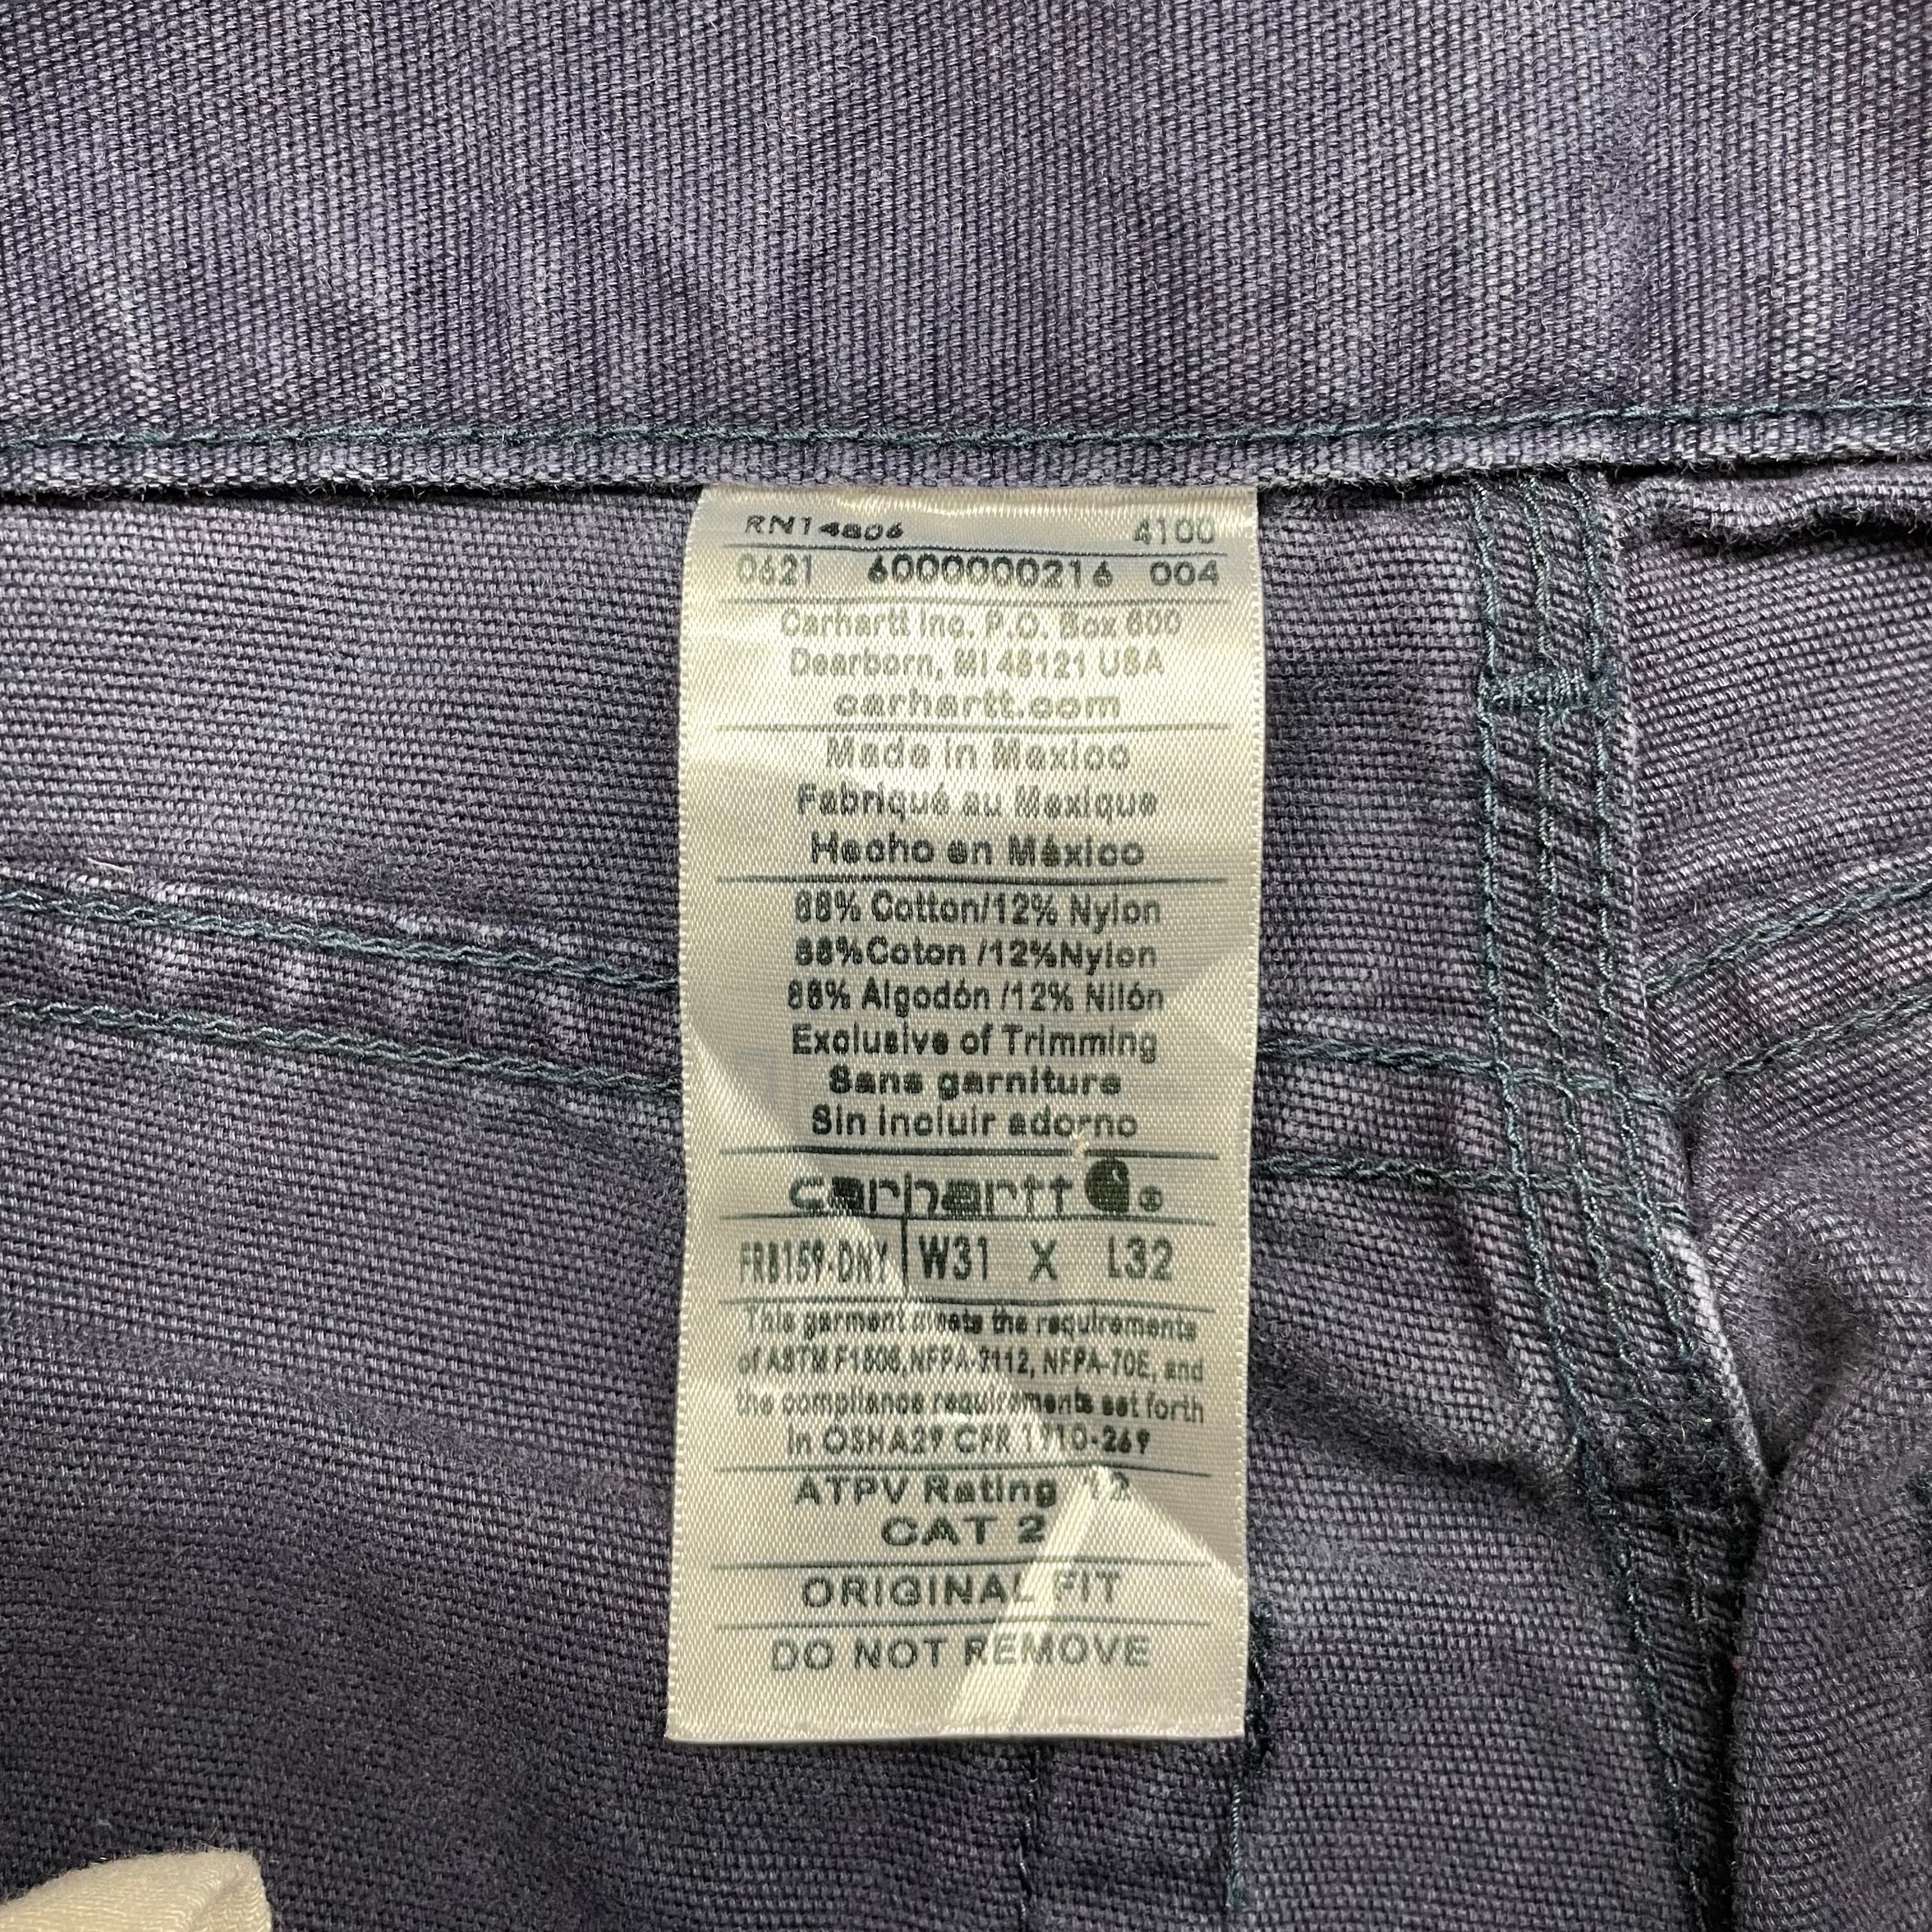 RN14806 4100
0621 6000000216 004
Carhartt Inc. P.O. Box 600
Dearborn, MI 48121 USA
carhartt.com
Made in Mexico
Fabriqué au Mexique
Hecho en México
88% Cotton/12% Nylon
88%Coton /12%Nylon
88% Algodón /12% Nilón
Exclusive of Trimming
Sans garniture
Sin incluir adorno
carhartt ®
FRB159-DNY W31 X L32
This garment meets the requirements
of ASTM F1506, NFPA-2112, NFPA-70E, and
the compliance requirements set forth
in OSHA29 CFR 1910-269
ATPV Rating 12
CAT 2
ORIGINAL FIT
DO NOT REMOVE